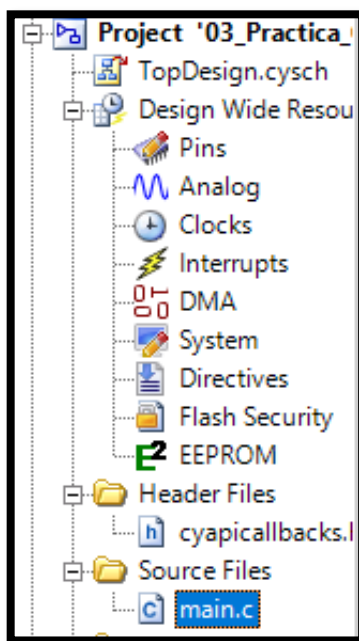 Project '03_Practica_
TopDesign.cysch
Design Wide Resou
Pins
Analog
Clocks
Interrupts
DMA
System
Directives
Flash Security
E² EEPROM
Header Files
h cyapicallbacks.
Source Files
c main.c